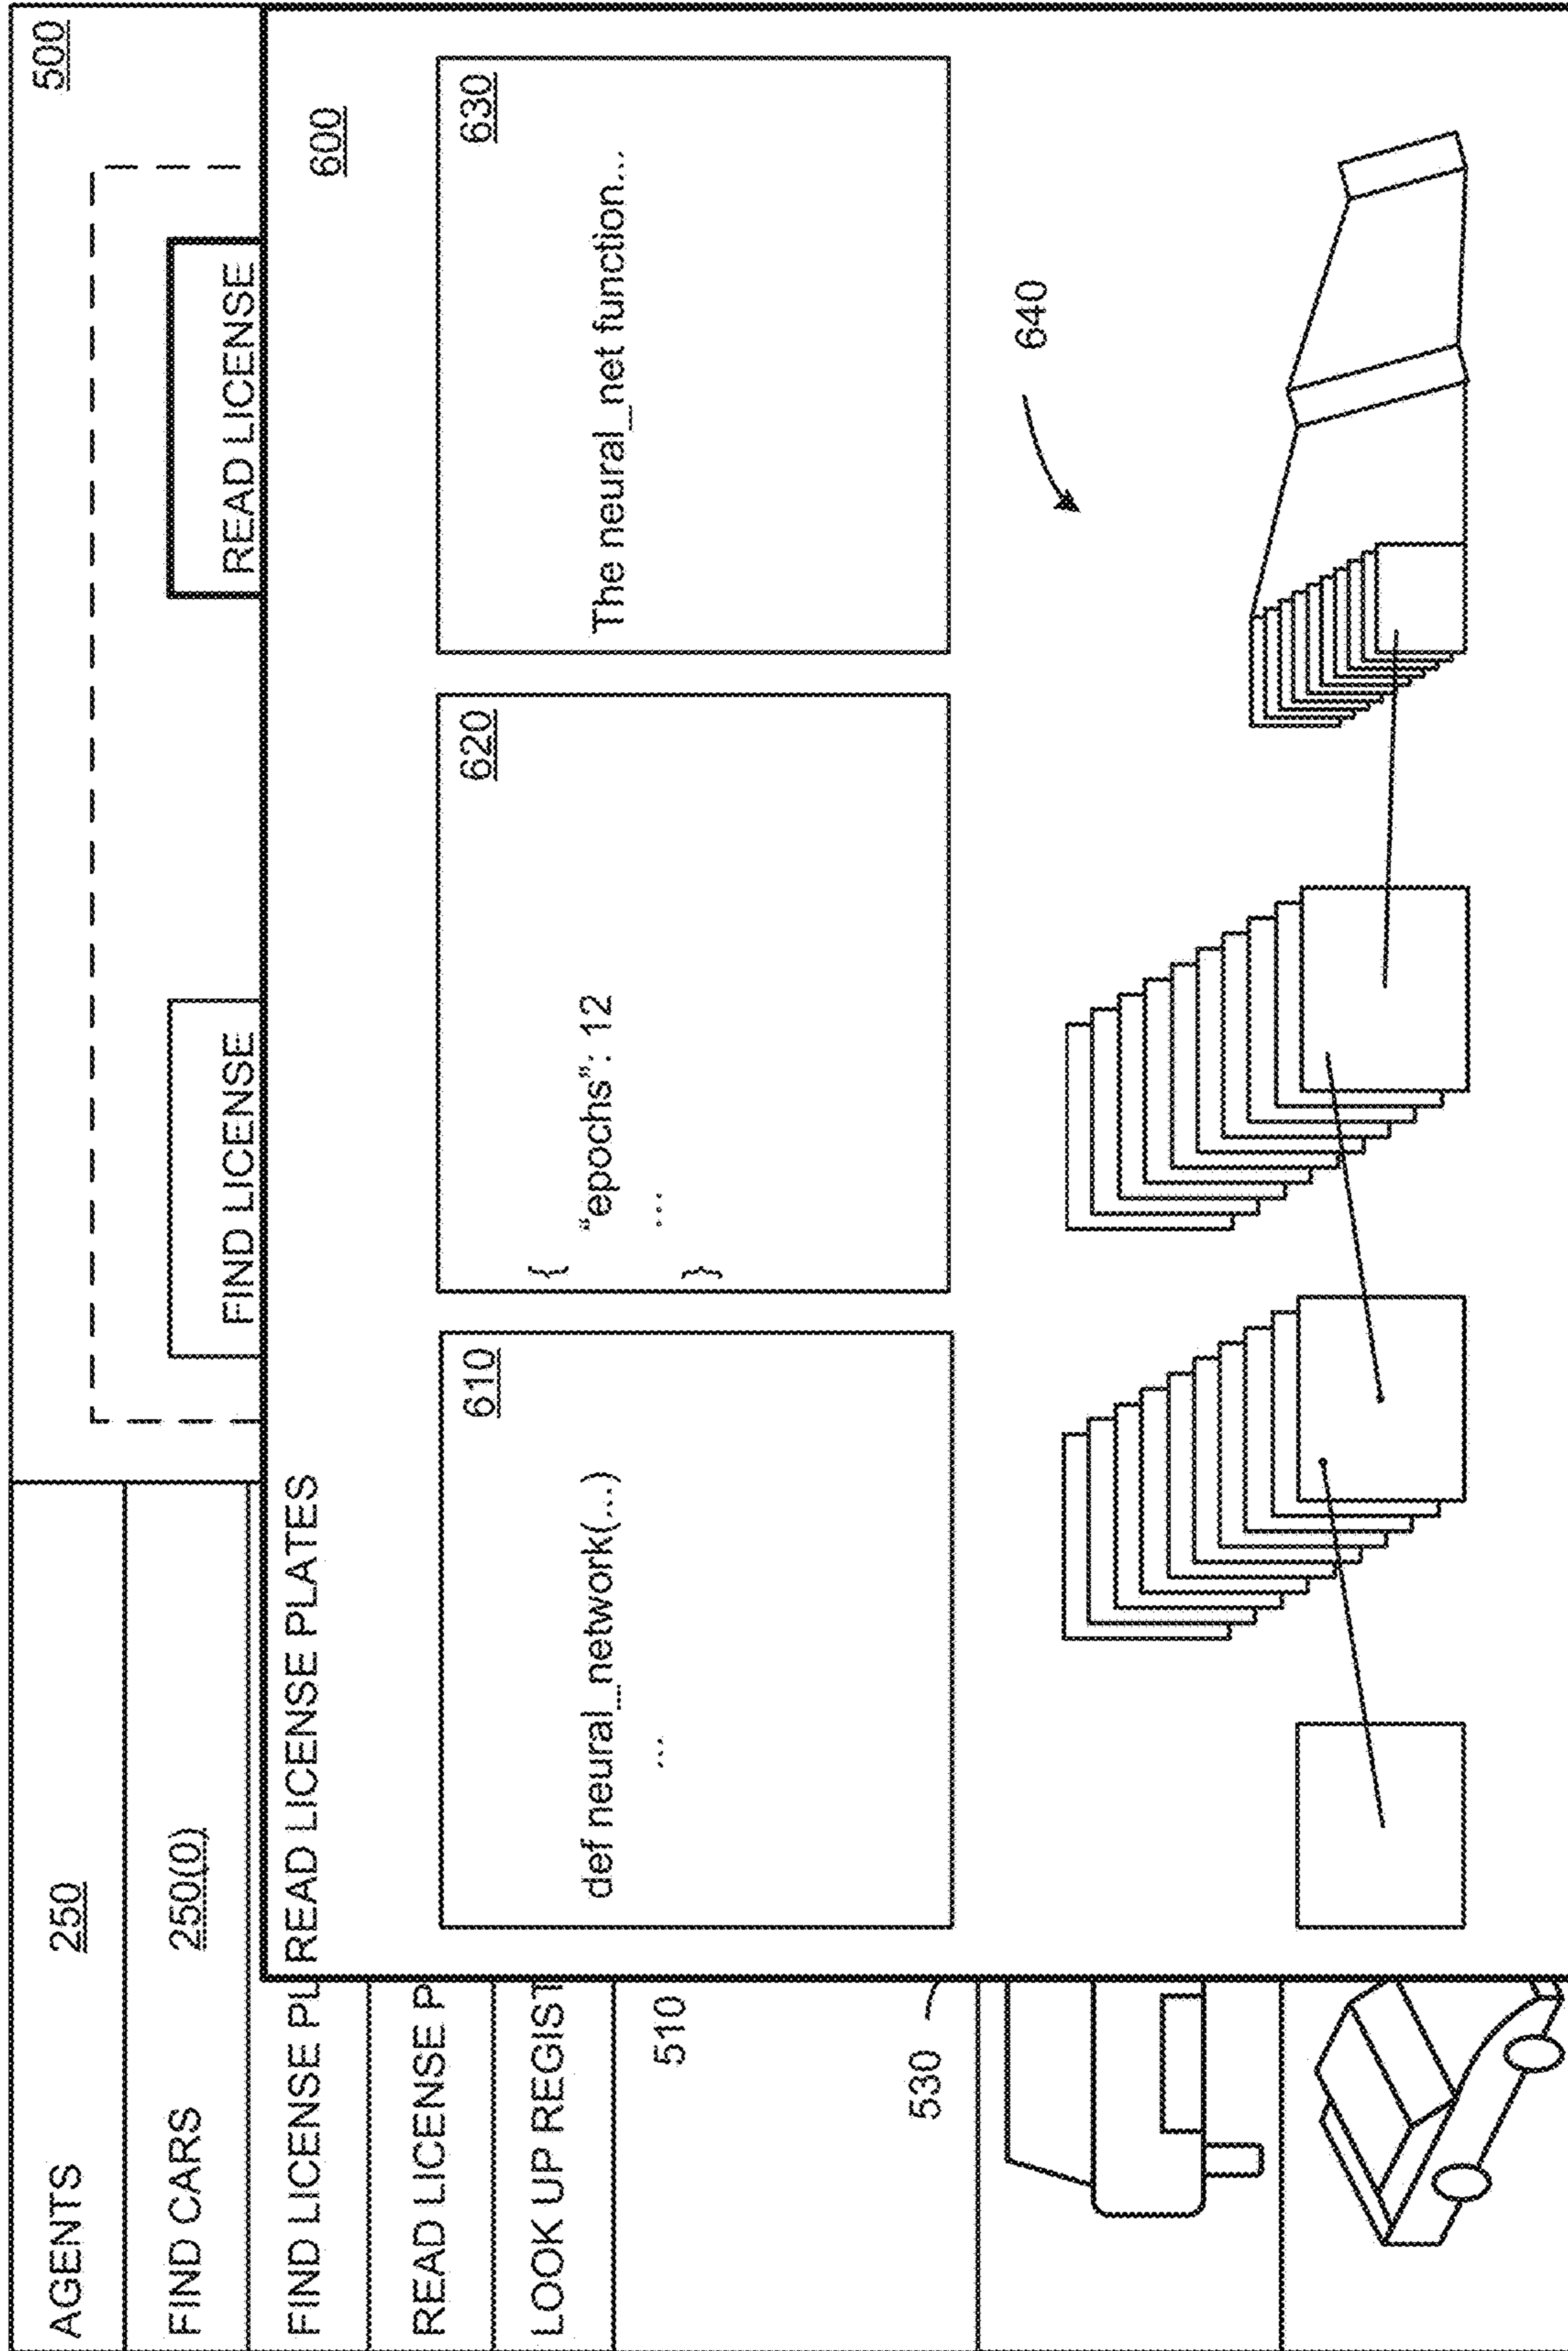 AGENTS 250
500
FIND CARS 250(0)
FIND LICENSE
READ LICENSE
FIND LICENSE PL
READ LICENSE P
LOOK UP REGIST
510
530
READ LICENSE PLATES
600
610
def neural_network(...)
...
620
{
"epochs": 12
...
}
630
The neural_net function...
640